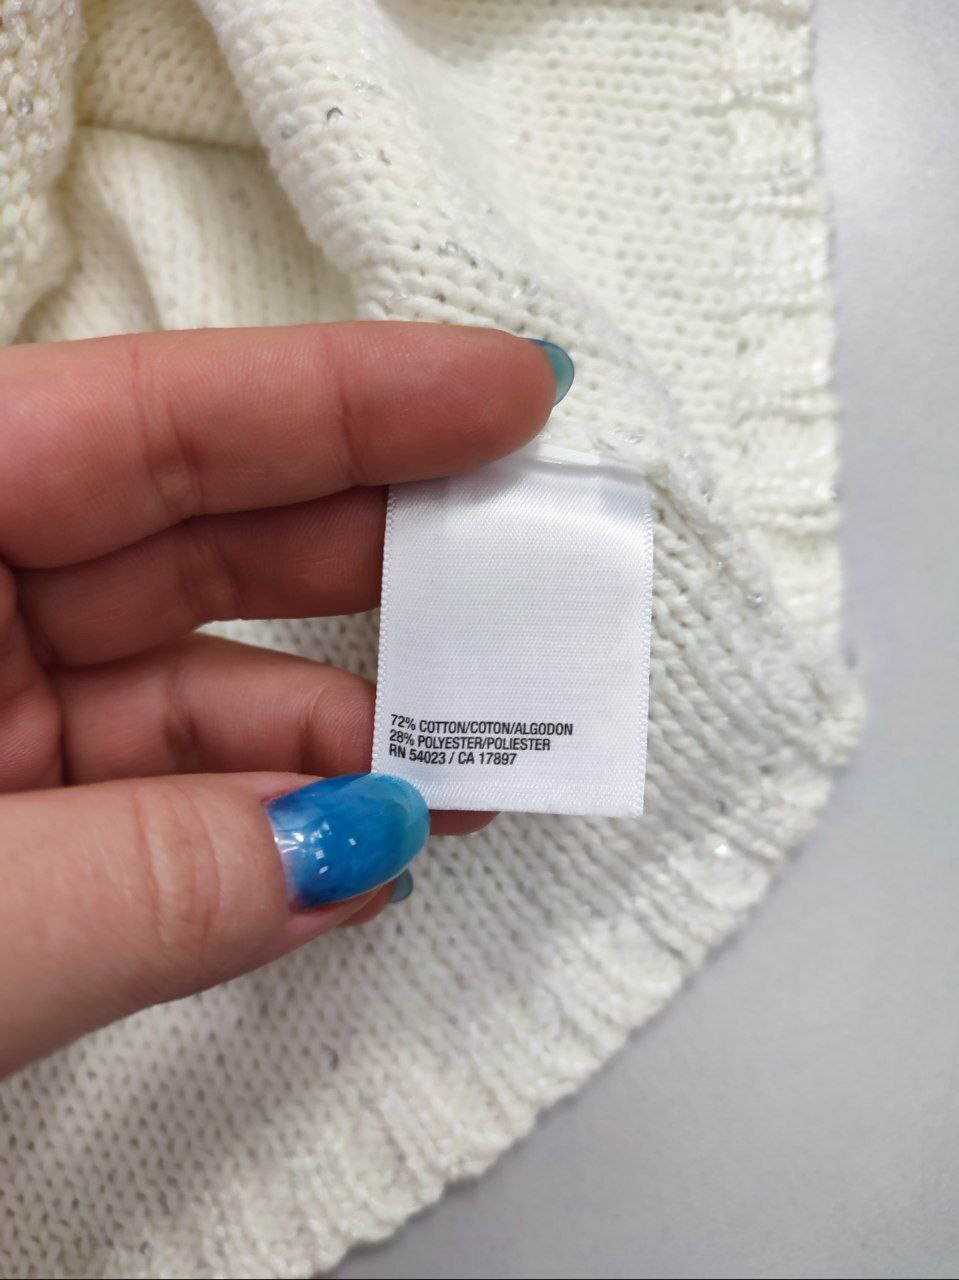 72% COTTON/COTON/ALGODON
28% POLYESTER/POLIESTER
RN 54023 / CA 17897